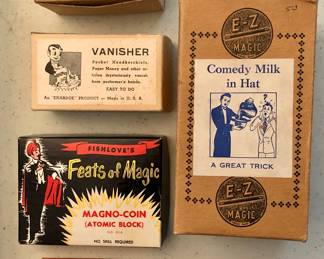 VANISHER
Pocket Handkerchiefs,
Paper Money and other ar-
ticles mysteriously vanish
from performer's hands.
EASY TO DO
An "ENARDOE" PRODUCT — Made in U. S. A.
FISHLOVE'S
Feats of Magic
MAGNO-COIN
(ATOMIC BLOCK)
NO SKILL REQUIRED
E-Z
MAGIC
Comedy Milk
in Hat
A GREAT TRICK
E-Z
MAGIC